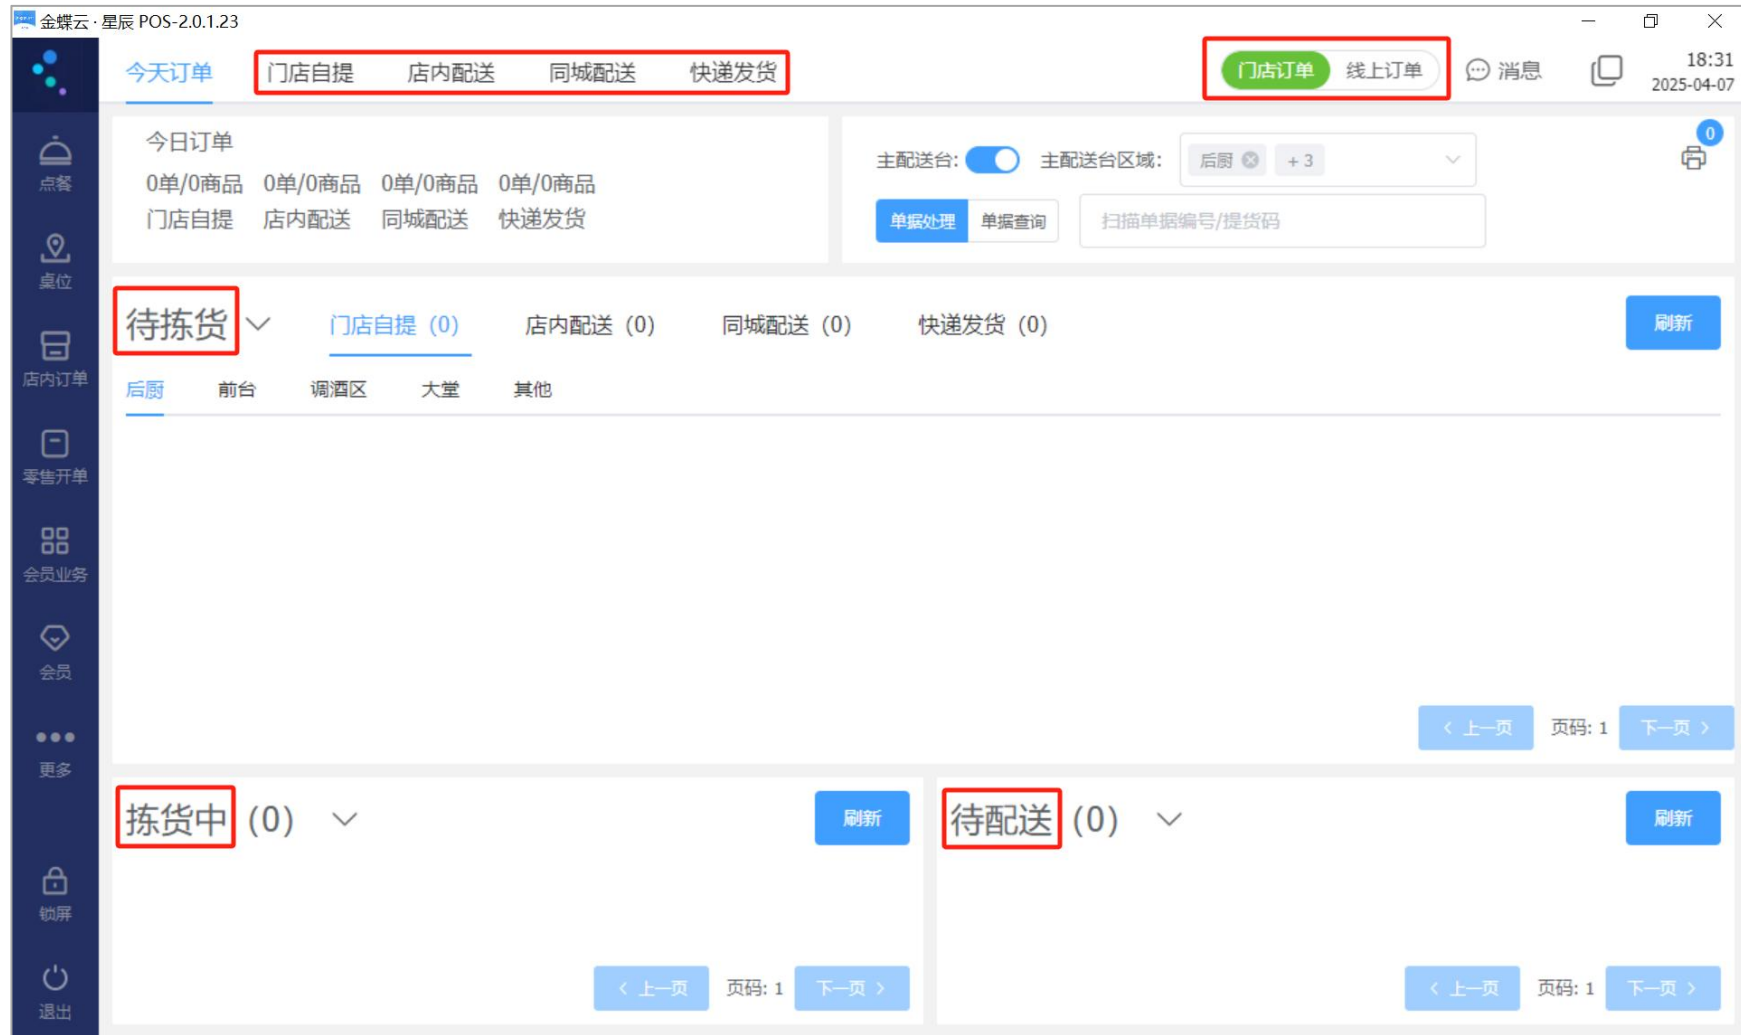 金蝶云·星辰 POS-2.0.1.23
今天订单 门店自提 店内配送 同城配送 快递发货 门店订单 线上订单 消息 18:31
2025-04-07
点餐
桌位
店内订单
零售开单
会员业务
会员
更多
锁屏
退出
今日订单
0单/0商品 0单/0商品 0单/0商品 0单/0商品
门店自提 店内配送 同城配送 快递发货
主配送台: 主配送台区域: 后厨 + 3 0
单据处理 单据查询 扫描单据编号/提货码
待拣货 门店自提 (0) 店内配送 (0) 同城配送 (0) 快递发货 (0) 刷新
后厨 前台 调酒区 大堂 其他
上一页 页码: 1 下一页
拣货中 (0) 刷新
上一页 页码: 1 下一页
待配送 (0) 刷新
上一页 页码: 1 下一页